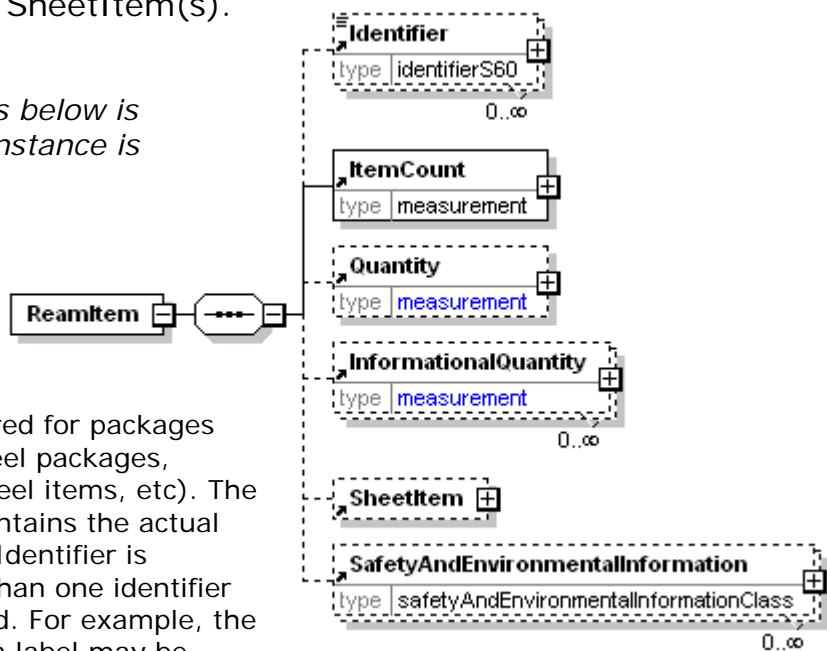 SheetItem(s).
s below is
nstance is
red for packages
eel packages,
eel items, etc). The
ntains the actual
Identifier is
han one identifier
d. For example, the
label may be
ReamItem
Identifier
type identifierS60
0..∞
ItemCount
type measurement
Quantity
type measurement
InformationalQuantity
type measurement
0..∞
SheetItem
SafetyAndEnvironmentalInformation
type safetyAndEnvironmentalInformationClass
0..∞